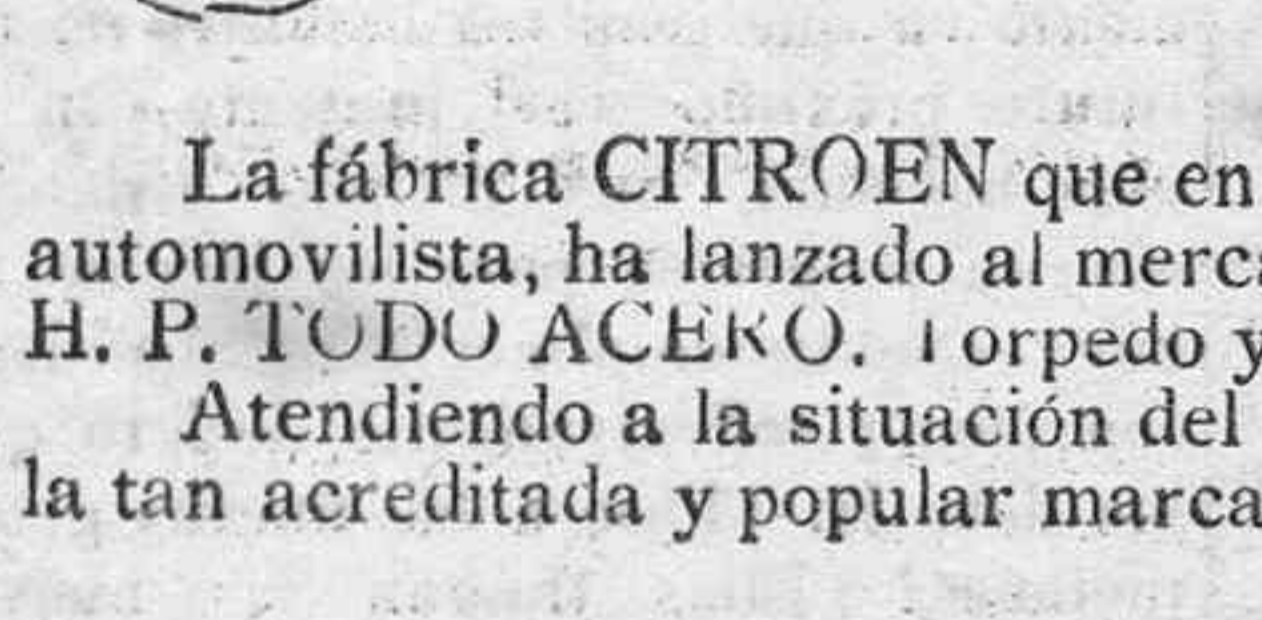 La fábrica CITROEN que en
automovilista, ha lanzado al merca
H. P. TODO ACERO. Torpedo y
Atendiendo a la situación del
la tan acreditada y popular marca